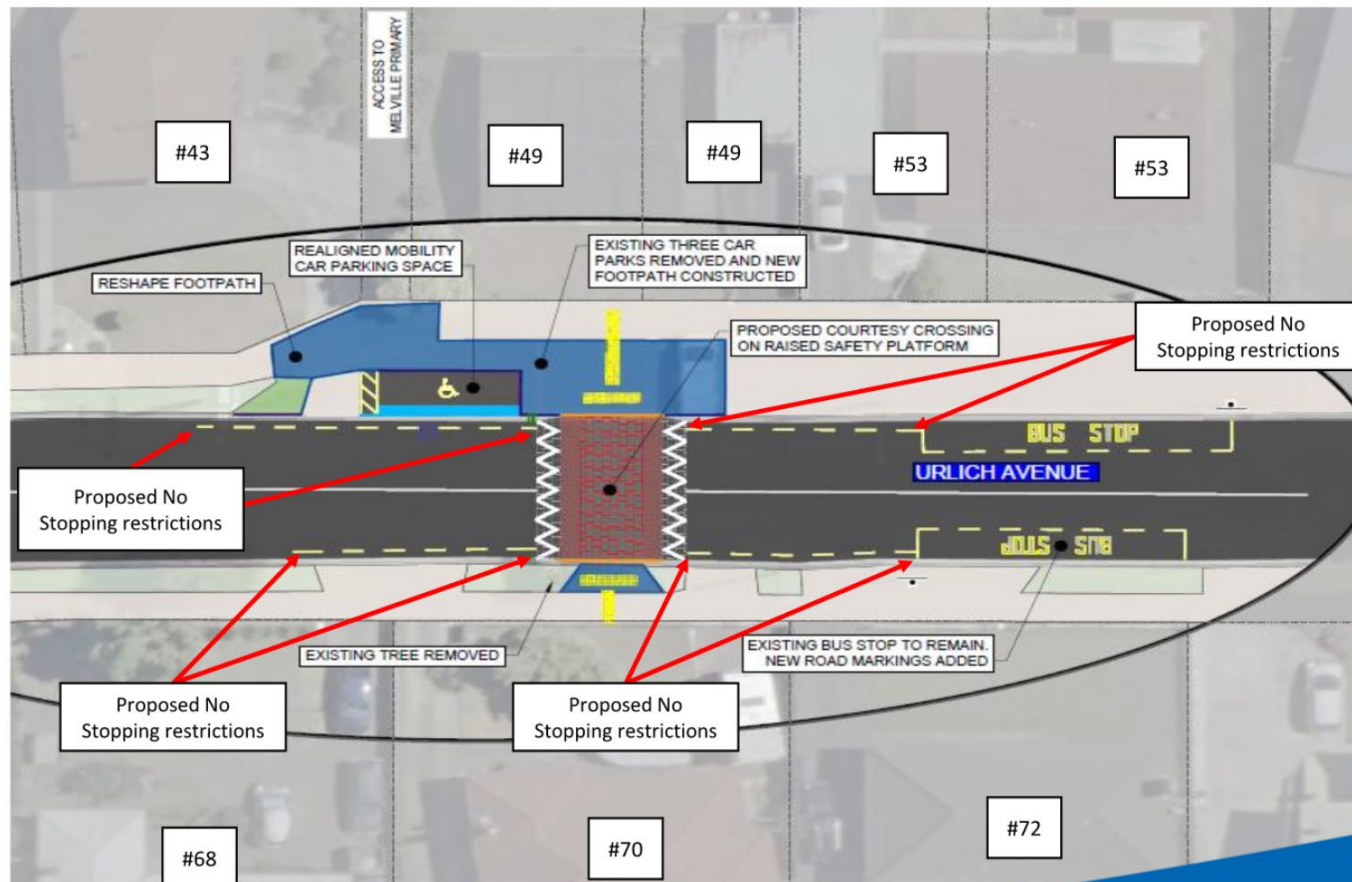 ACCESS TO
MELVILLE PRIMARY
#43
#49
#49
#53
#53
REALIGNED MOBILITY
CAR PARKING SPACE
EXISTING THREE CAR
PARKS REMOVED AND NEW
FOOTPATH CONSTRUCTED
RESHAPE FOOTPATH
PROPOSED COURTESY CROSSING
ON RAISED SAFETY PLATFORM
Proposed No
Stopping restrictions
BUS STOP
URLICH AVENUE
Proposed No
Stopping restrictions
BUS STOP
EXISTING TREE REMOVED
EXISTING BUS STOP TO REMAIN.
NEW ROAD MARKINGS ADDED
Proposed No
Stopping restrictions
Proposed No
Stopping restrictions
#68
#70
#72